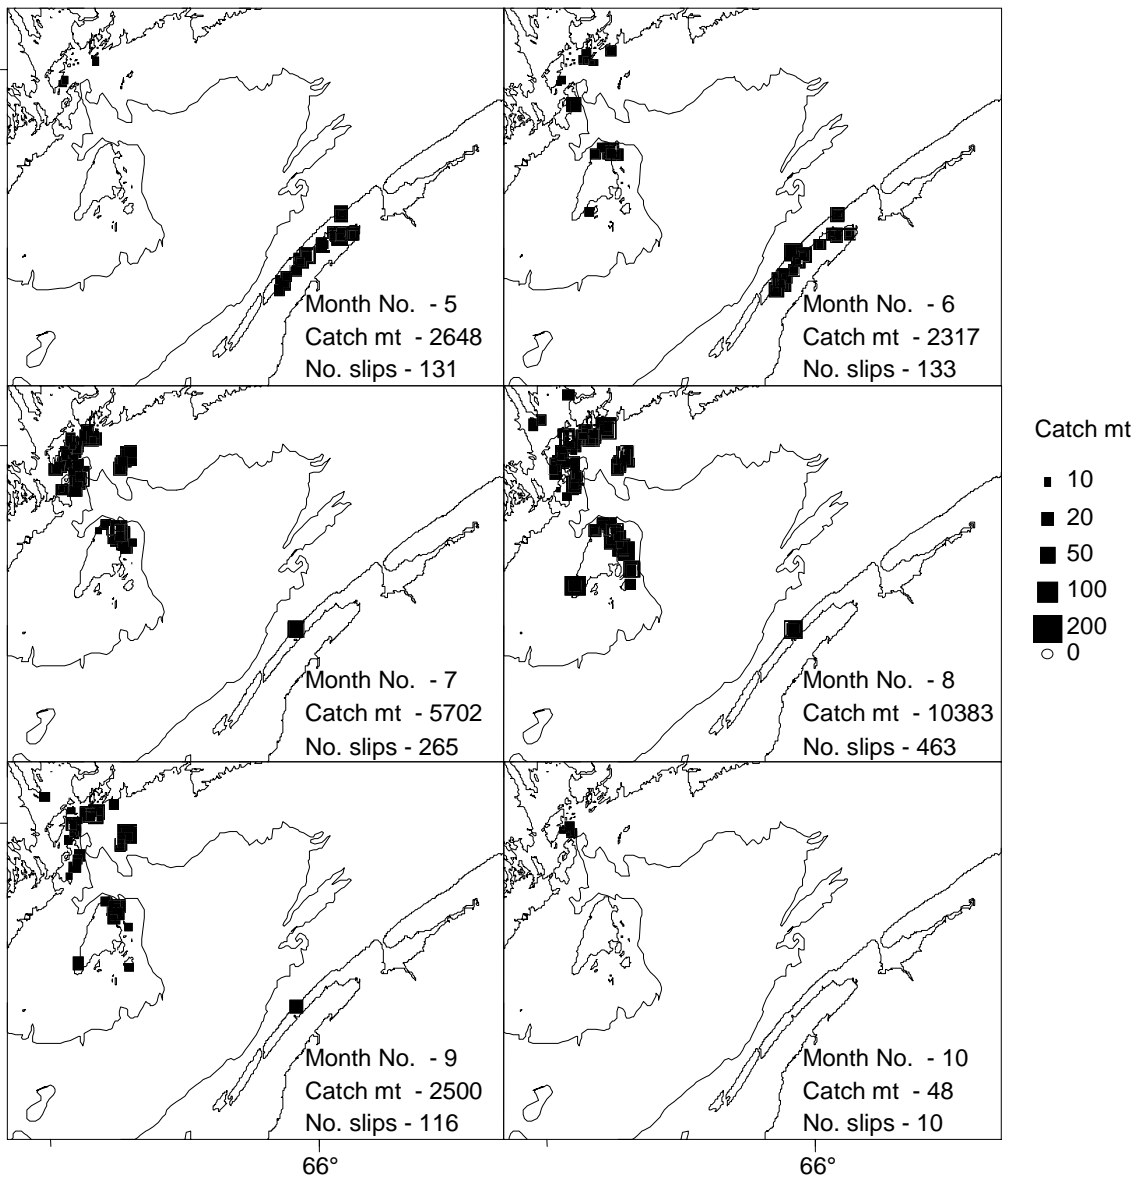 Month No. - 5
Catch mt - 2648
No. slips - 131
Month No. - 6
Catch mt - 2317
No. slips - 133
Month No. - 7
Catch mt - 5702
No. slips - 265
Month No. - 8
Catch mt - 10383
No. slips - 463
Month No. - 9
Catch mt - 2500
No. slips - 116
Month No. - 10
Catch mt - 48
No. slips - 10
66°
66°
Catch mt
10
20
50
100
200
0